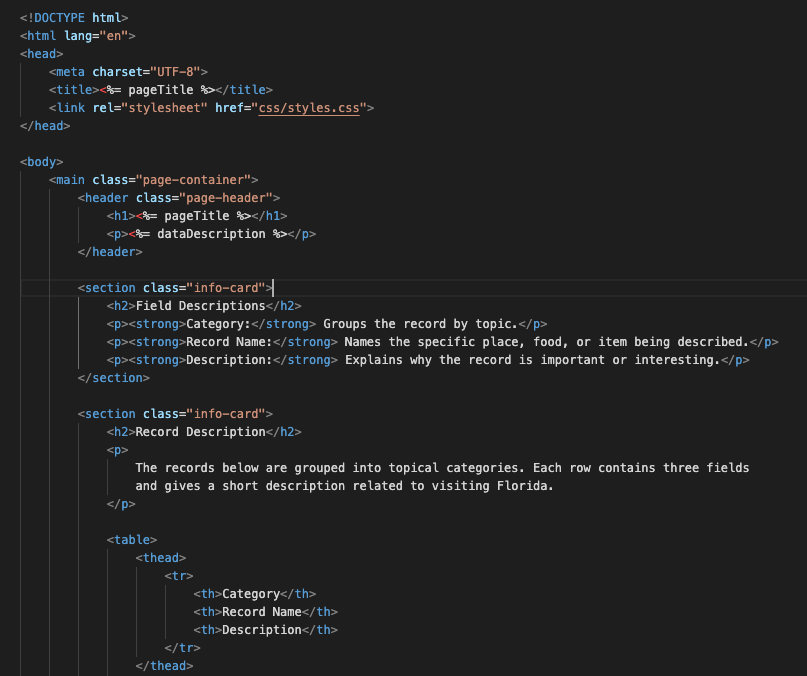 <!DOCTYPE html>
<html lang="en">
<head>
    <meta charset="UTF-8">
    <title><%= pageTitle %></title>
    <link rel="stylesheet" href="css/styles.css">
</head>

<body>
    <main class="page-container">
        <header class="page-header">
            <h1><%= pageTitle %></h1>
            <p><%= dataDescription %></p>
        </header>

        <section class="info-card">
            <h2>Field Descriptions</h2>
            <p><strong>Category:</strong> Groups the record by topic.</p>
            <p><strong>Record Name:</strong> Names the specific place, food, or item being described.</p>
            <p><strong>Description:</strong> Explains why the record is important or interesting.</p>
        </section>

        <section class="info-card">
            <h2>Record Description</h2>
            <p>
                The records below are grouped into topical categories. Each row contains three fields
                and gives a short description related to visiting Florida.
            </p>

            <table>
                <thead>
                    <tr>
                        <th>Category</th>
                        <th>Record Name</th>
                        <th>Description</th>
                    </tr>
                </thead>